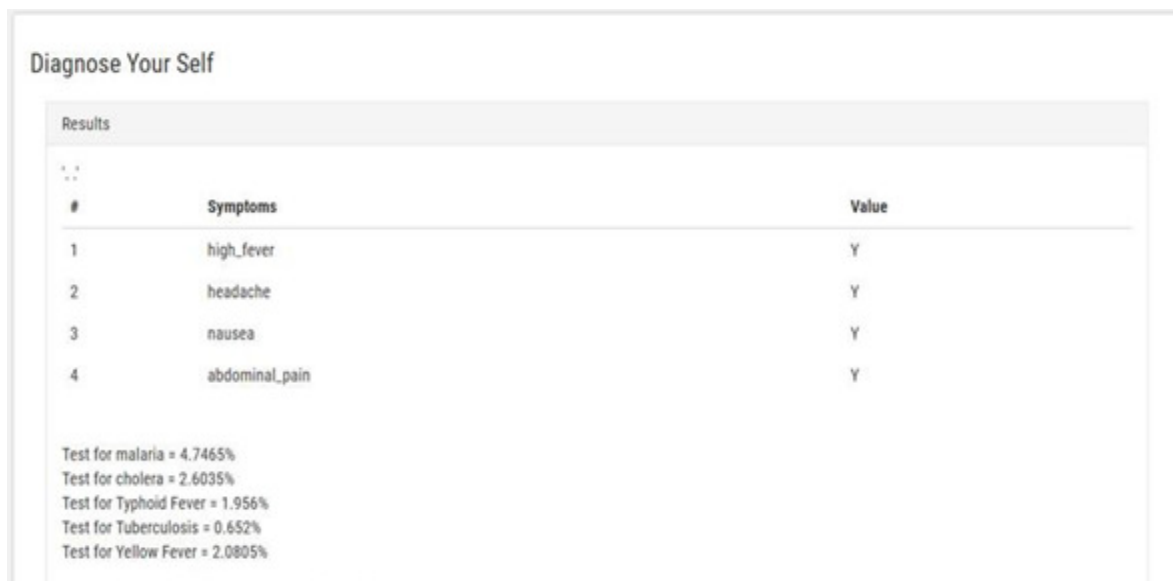 Diagnose Your Self
Results
'..'
# Symptoms Value
1 high_fever Y
2 headache Y
3 nausea Y
4 abdominal_pain Y
Test for malaria = 4.7465%
Test for cholera = 2.6035%
Test for Typhoid Fever = 1.956%
Test for Tuberculosis = 0.652%
Test for Yellow Fever = 2.0805%